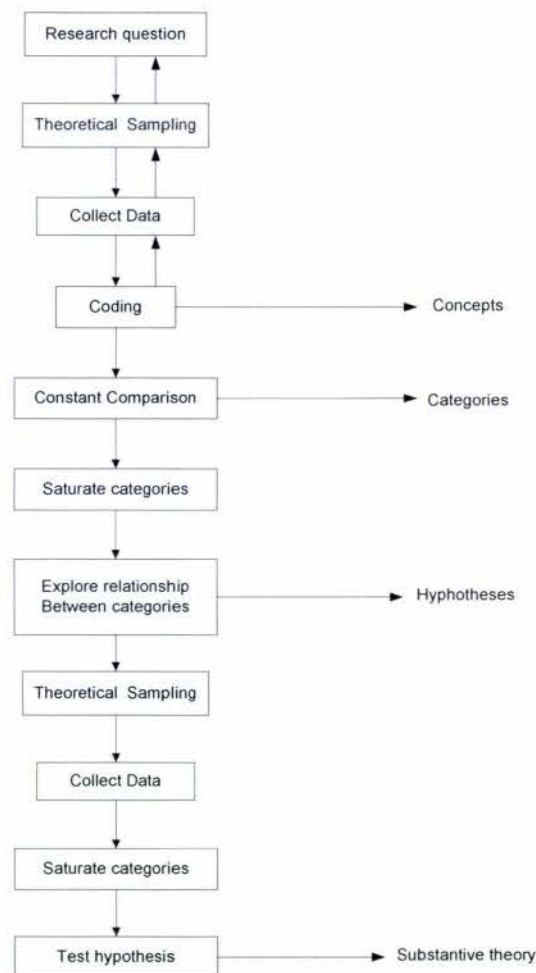 Research question
Theoretical Sampling
Collect Data
Coding
Concepts
Constant Comparison
Categories
Saturate categories
Explore relationship
Between categories
Hyphotheses
Theoretical Sampling
Collect Data
Saturate categories
Test hypothesis
Substantive theory